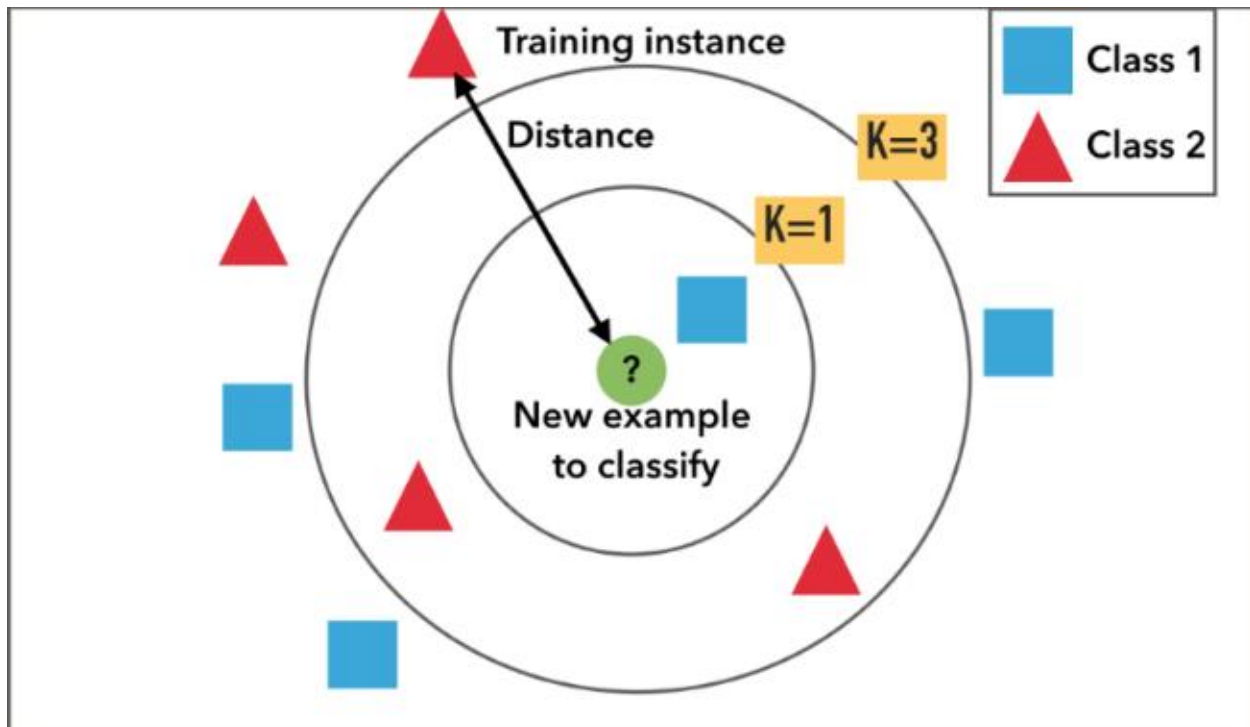 Training instance
Class 1
Distance
K=3
Class 2
K=1
?
New example
to classify